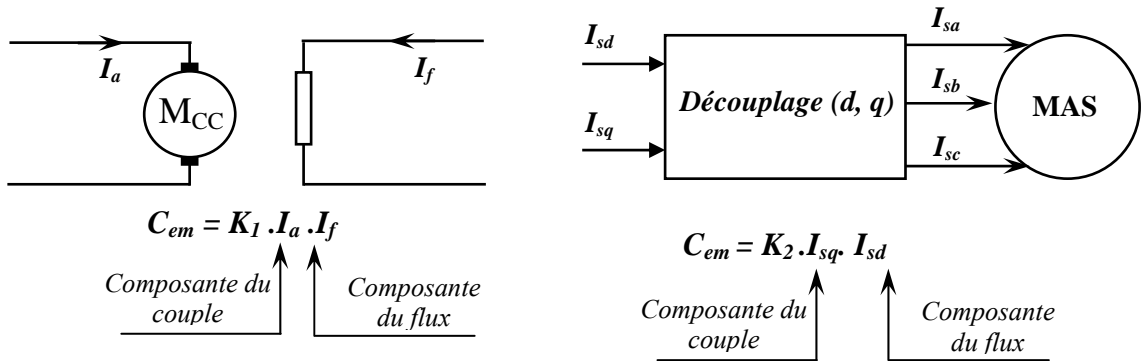 I_a
M_CC
I_f
C_em = K_1 .I_a .I_f
Composante du
couple
Composante
du flux
I_sd
I_sq
Découplage (d, q)
I_sa
I_sb
I_sc
MAS
C_em = K_2 .I_sq. I_sd
Composante du
couple
Composante
du flux